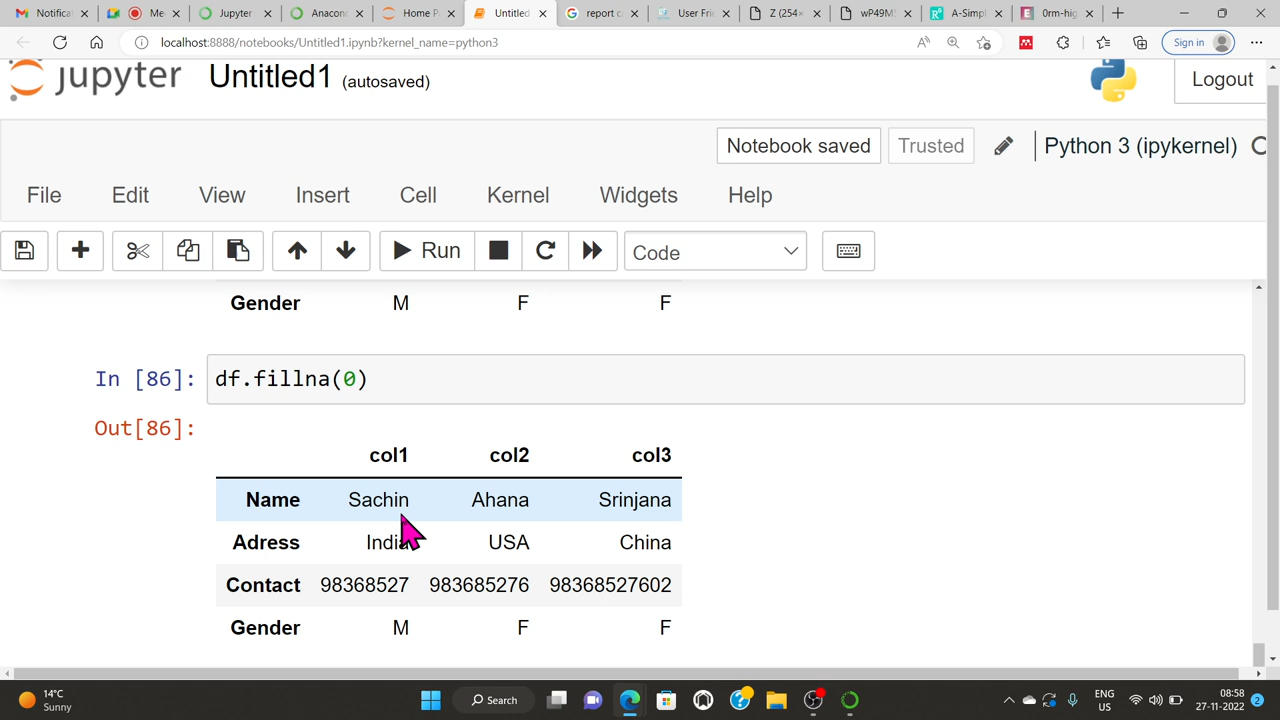 Notifica
Me
Jupyter
Anacon
Home P
Untitled
report c
User Fri
Z (254)
wP49M
A-Simpl
0rm-hig
localhost:8888/notebooks/Untitled1.ipynb?kernel_name=python3
Sign in
jupyter Untitled1 (autosaved)
Logout
Notebook saved Trusted Python 3 (ipykernel)
File Edit View Insert Cell Kernel Widgets Help
Run Code
Gender M F F
In [86]: df.fillna(0)
Out[86]:
col1 col2 col3
Name Sachin Ahana Srinjana
Adress India USA China
Contact 98368527 983685276 98368527602
Gender M F F
14°C
Sunny
Search
ENG
US
08:58
27-11-2022
2